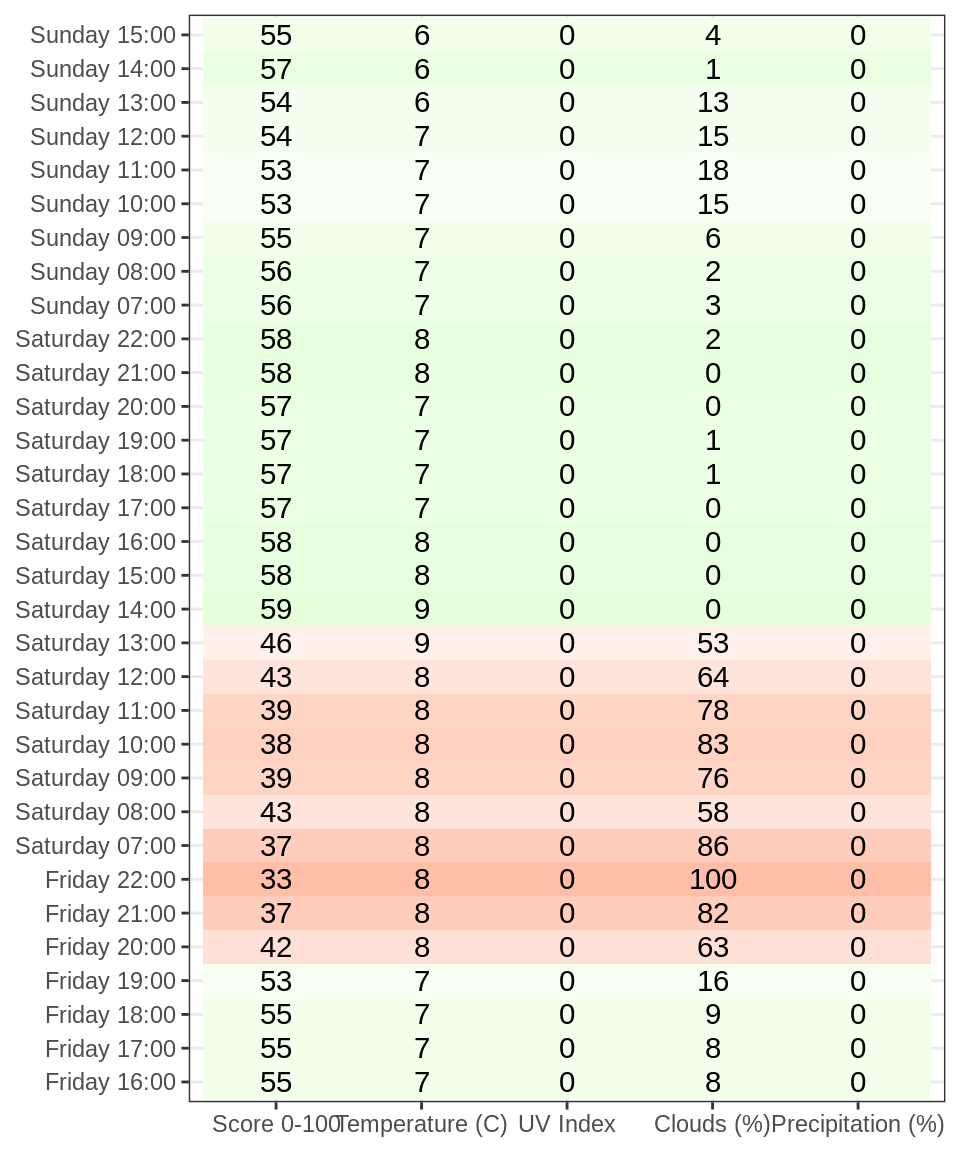 Sunday 15:00 55 6 0 4 0
Sunday 14:00 57 6 0 1 0
Sunday 13:00 54 6 0 13 0
Sunday 12:00 54 7 0 15 0
Sunday 11:00 53 7 0 18 0
Sunday 10:00 53 7 0 15 0
Sunday 09:00 55 7 0 6 0
Sunday 08:00 56 7 0 2 0
Sunday 07:00 56 7 0 3 0
Saturday 22:00 58 8 0 2 0
Saturday 21:00 58 8 0 0 0
Saturday 20:00 57 7 0 0 0
Saturday 19:00 57 7 0 1 0
Saturday 18:00 57 7 0 1 0
Saturday 17:00 57 7 0 0 0
Saturday 16:00 58 8 0 0 0
Saturday 15:00 58 8 0 0 0
Saturday 14:00 59 9 0 0 0
Saturday 13:00 46 9 0 53 0
Saturday 12:00 43 8 0 64 0
Saturday 11:00 39 8 0 78 0
Saturday 10:00 38 8 0 83 0
Saturday 09:00 39 8 0 76 0
Saturday 08:00 43 8 0 58 0
Saturday 07:00 37 8 0 86 0
Friday 22:00 33 8 0 100 0
Friday 21:00 37 8 0 82 0
Friday 20:00 42 8 0 63 0
Friday 19:00 53 7 0 16 0
Friday 18:00 55 7 0 9 0
Friday 17:00 55 7 0 8 0
Friday 16:00 55 7 0 8 0
Score 0-100 Temperature (C) UV Index Clouds (%) Precipitation (%)